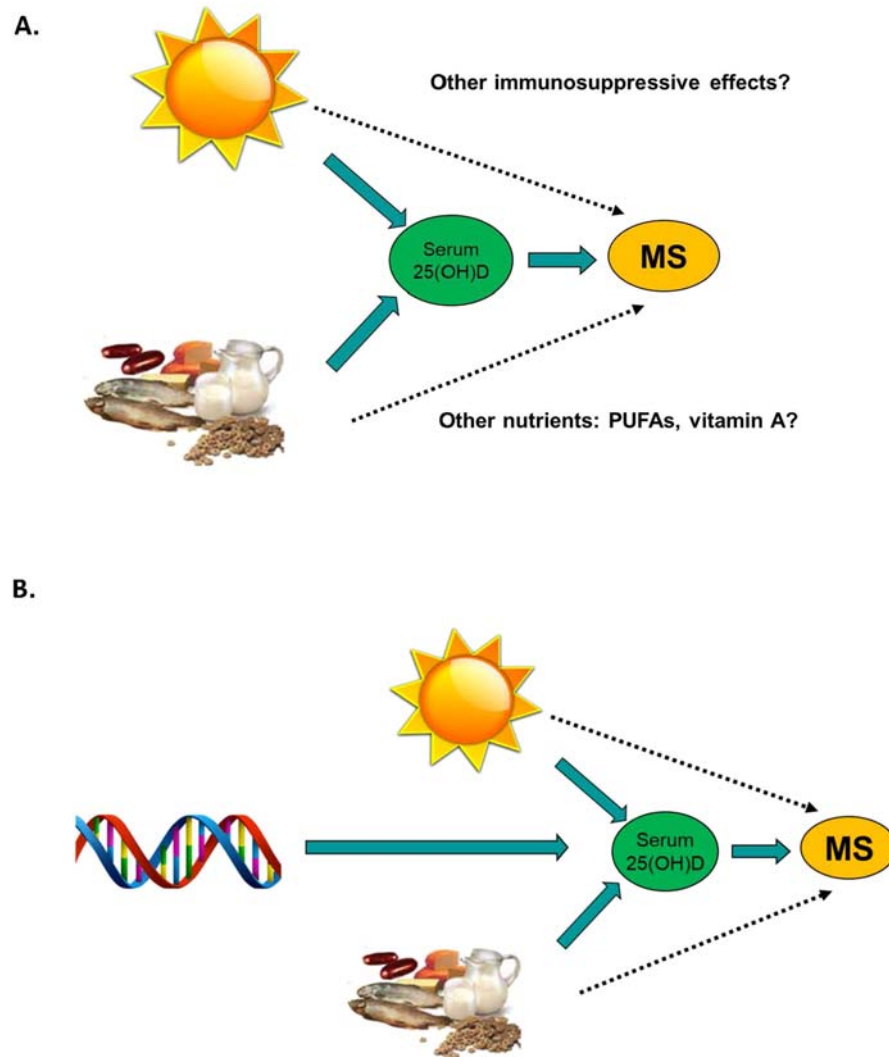 A.
Other immunosuppressive effects?
Serum
25(OH)D
MS
Other nutrients: PUFAs, vitamin A?
B.
Serum
25(OH)D
MS